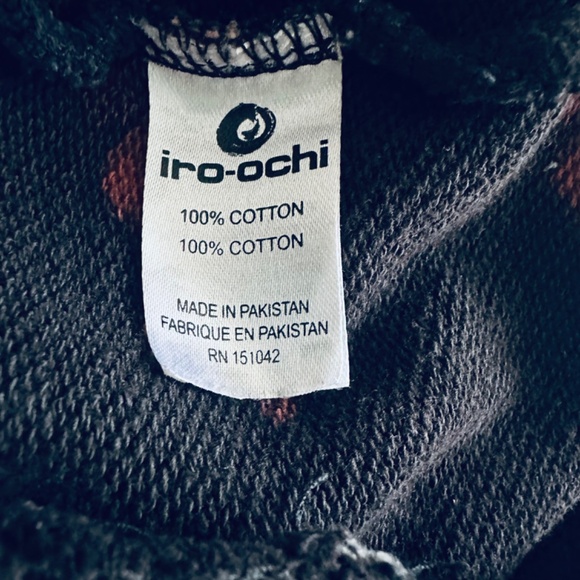 iro-ochi
100% COTTON
100% COTTON
MADE IN PAKISTAN
FABRIQUE EN PAKISTAN
RN 151042